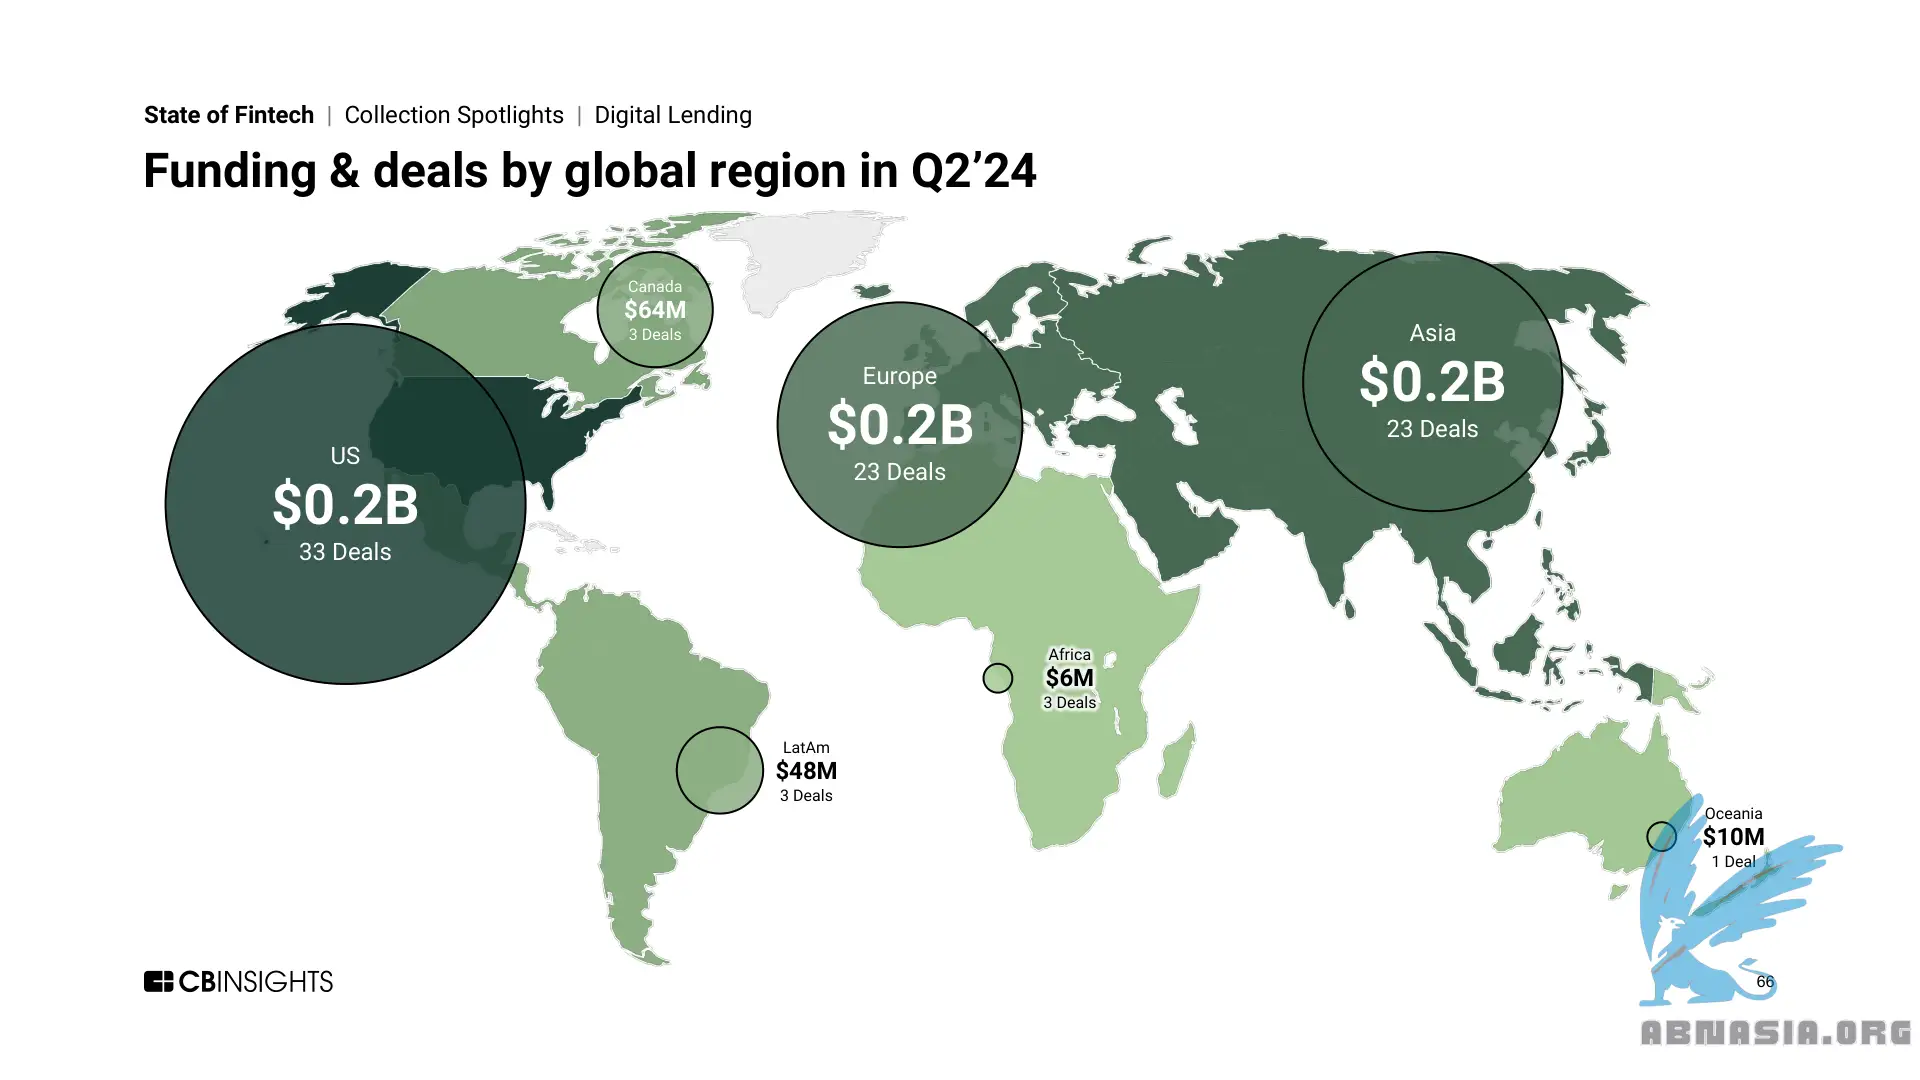 State of Fintech | Collection Spotlights | Digital Lending
Funding & deals by global region in Q2’24
Canada
$64M
3 Deals
US
$0.2B
33 Deals
Europe
$0.2B
23 Deals
Asia
$0.2B
23 Deals
Africa
$6M
3 Deals
LatAm
$48M
3 Deals
Oceania
$10M
1 Deal
CBINSIGHTS
66
ABNASIA.ORG